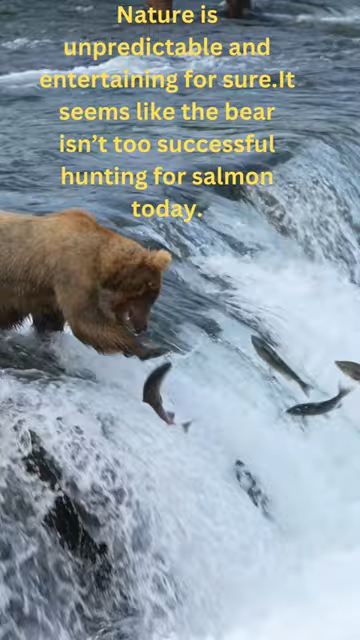 Nature is
unpredictable and
entertaining for sure.It
seems like the bear
isn't too successful
hunting for salmon
today.